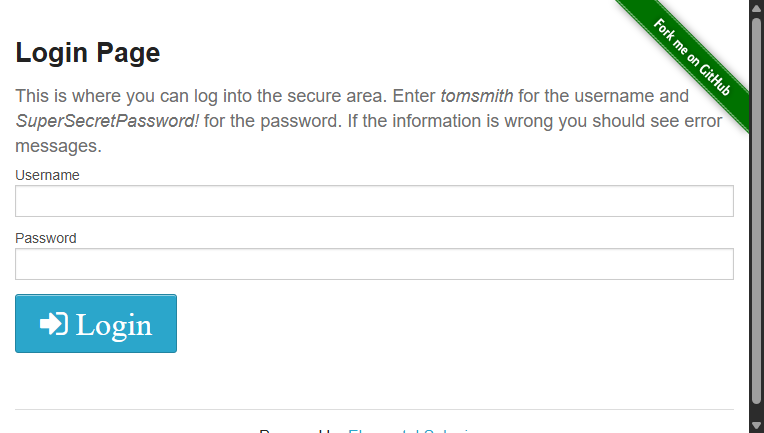 Fork me on GitHub
Login Page
This is where you can log into the secure area. Enter tomsmith for the username and
SuperSecretPassword! for the password. If the information is wrong you should see error
messages.
Username
Password
Login